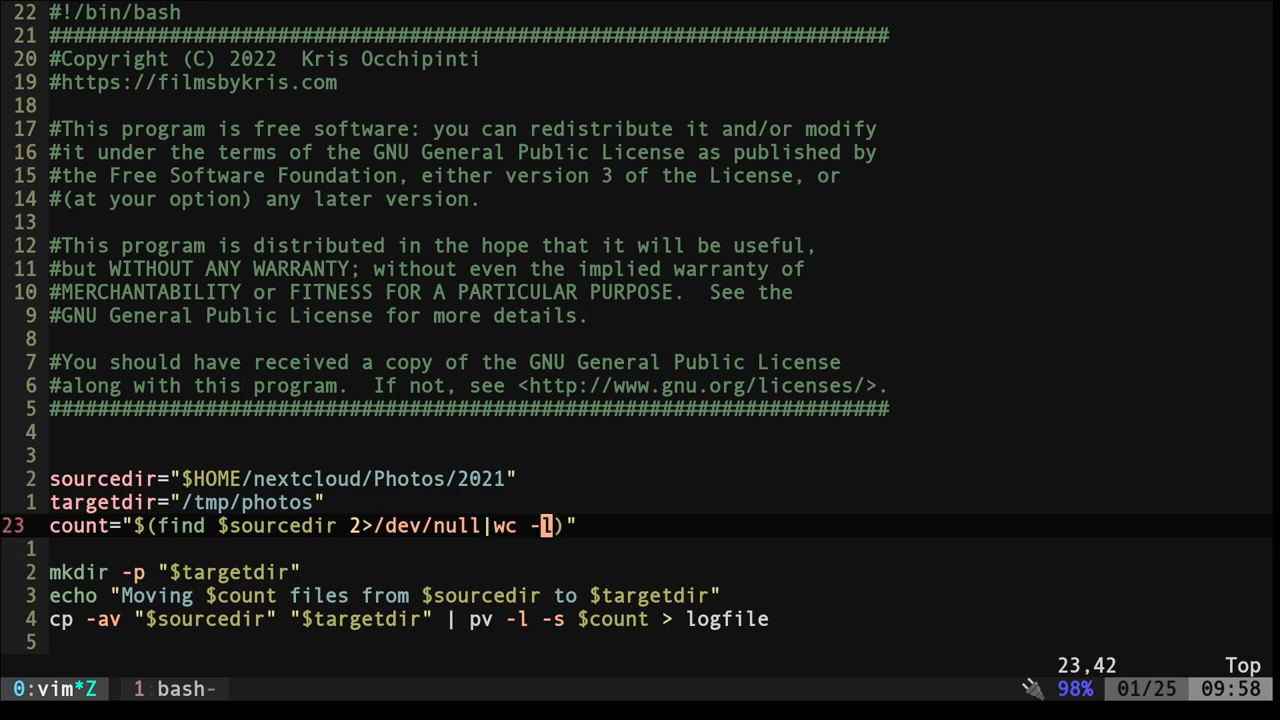 22 #!/bin/bash
21 ######################################################################
20 #Copyright (C) 2022  Kris Occhipinti
19 #https://filmsbykris.com
18
17 #This program is free software: you can redistribute it and/or modify
16 #it under the terms of the GNU General Public License as published by
15 #the Free Software Foundation, either version 3 of the License, or
14 #(at your option) any later version.
13
12 #This program is distributed in the hope that it will be useful,
11 #but WITHOUT ANY WARRANTY; without even the implied warranty of
10 #MERCHANTABILITY or FITNESS FOR A PARTICULAR PURPOSE.  See the
9 #GNU General Public License for more details.
8
7 #You should have received a copy of the GNU General Public License
6 #along with this program.  If not, see <http://www.gnu.org/licenses/>.
5 ######################################################################
4
3
2 sourcedir="$HOME/nextcloud/Photos/2021"
1 targetdir="/tmp/photos"
23 count="$(find $sourcedir 2>/dev/null|wc -l)"
1
2 mkdir -p "$targetdir"
3 echo "Moving $count files from $sourcedir to $targetdir"
4 cp -av "$sourcedir" "$targetdir" | pv -l -s $count > logfile
5
23,42 Top
0:vim*Z 1:bash- 98% 01/25 09:58